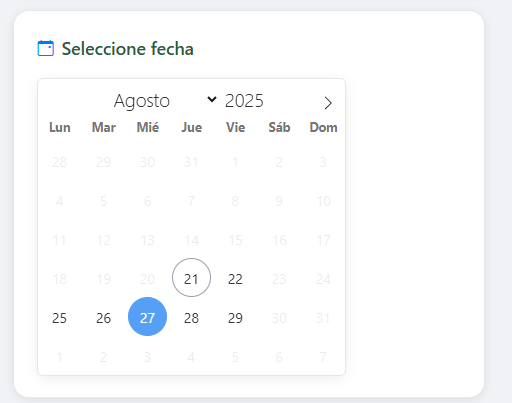 Seleccione fecha
Agosto 2025
Lun Mar Mié Jue Vie Sáb Dom
28 29 30 31 1 2 3
4 5 6 7 8 9 10
11 12 13 14 15 16 17
18 19 20 21 22 23 24
25 26 27 28 29 30 31
1 2 3 4 5 6 7